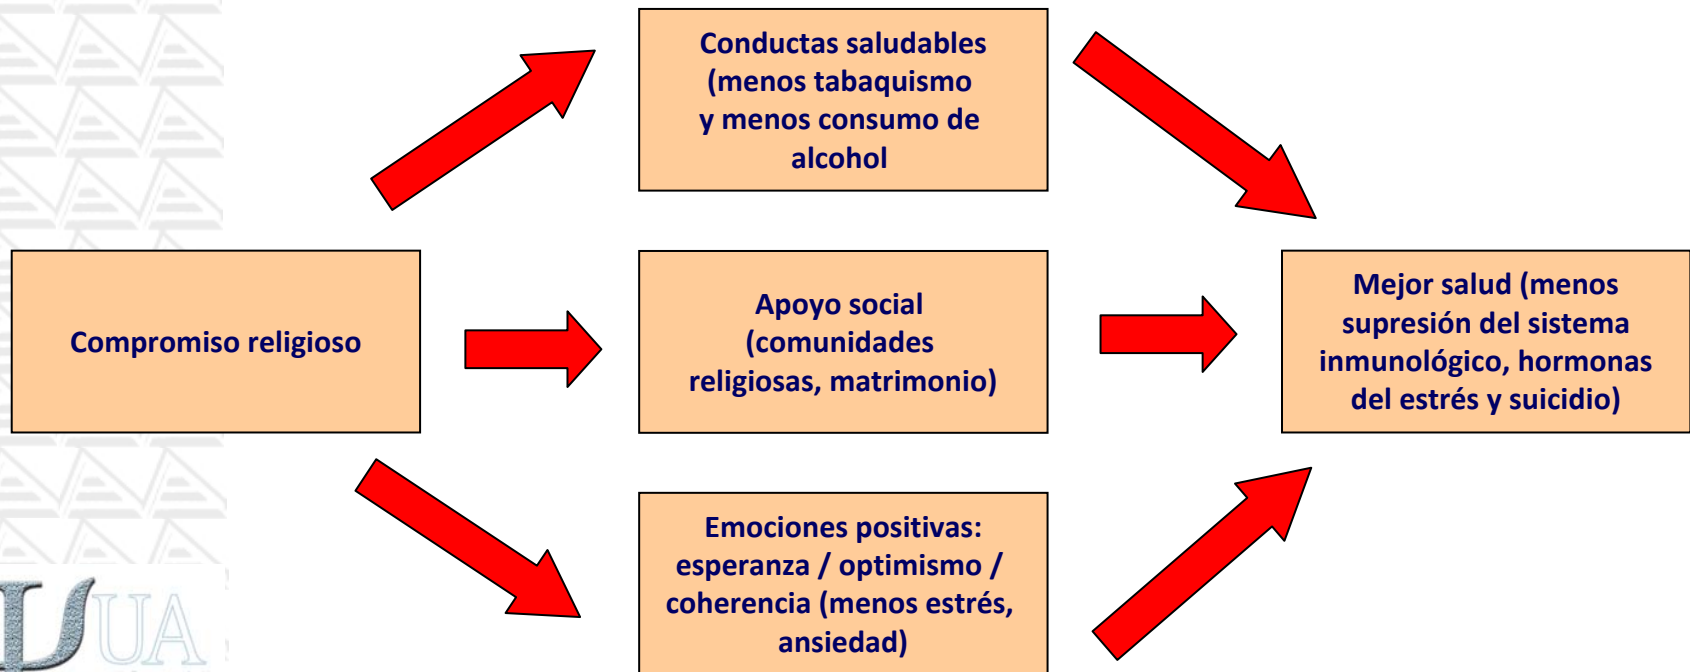 Conductas saludables
(menos tabaquismo
y menos consumo de
alcohol
Compromiso religioso
Apoyo social
(comunidades
religiosas, matrimonio)
Mejor salud (menos
supresión del sistema
inmunológico, hormonas
del estrés y suicidio)
Emociones positivas:
esperanza / optimismo /
coherencia (menos estrés,
ansiedad)
UA